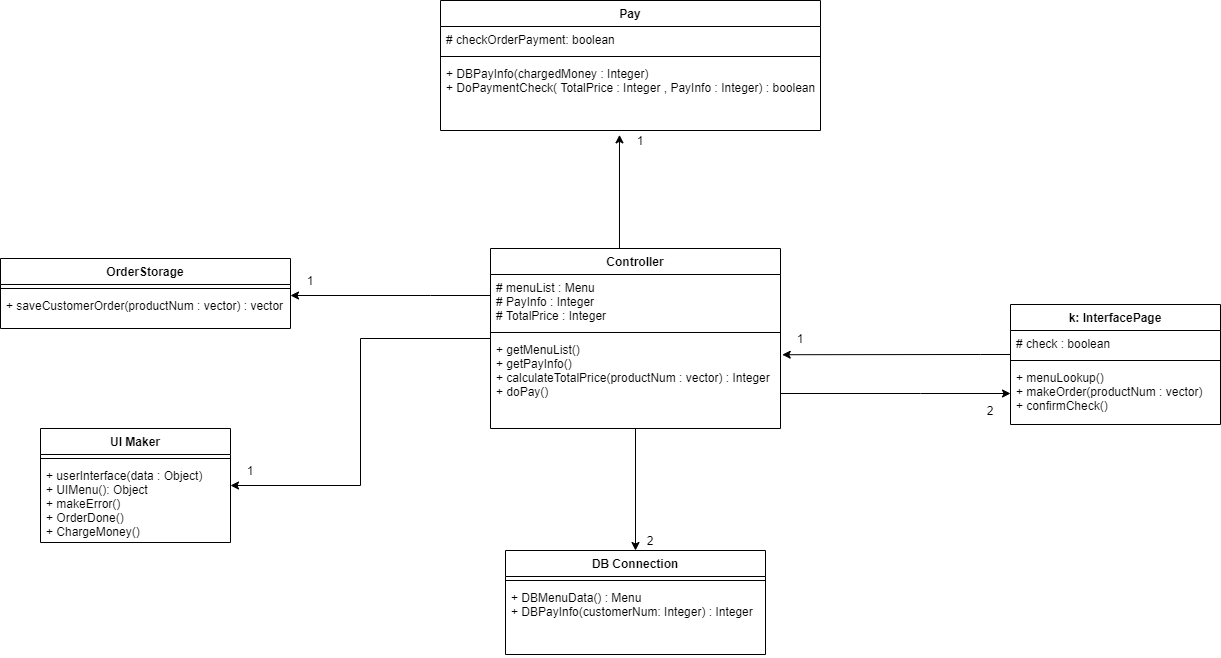 Pay
# checkOrderPayment: boolean
+ DBPayInfo(chargedMoney : Integer)
+ DoPaymentCheck( TotalPrice : Integer , PayInfo : Integer) : boolean
1
OrderStorage
+ saveCustomerOrder(productNum : vector) : vector
1
Controller
# menuList : Menu
# PayInfo : Integer
# TotalPrice : Integer
+ getMenuList()
+ getPayInfo()
+ calculateTotalPrice(productNum : vector) : Integer
+ doPay()
1
2
k: InterfacePage
# check : boolean
+ menuLookup()
+ makeOrder(productNum : vector)
+ confirmCheck()
UI Maker
+ userInterface(data : Object)
+ UIMenu(): Object
+ makeError()
+ OrderDone()
+ ChargeMoney()
1
2
DB Connection
+ DBMenuData() : Menu
+ DBPayInfo(customerNum: Integer) : Integer